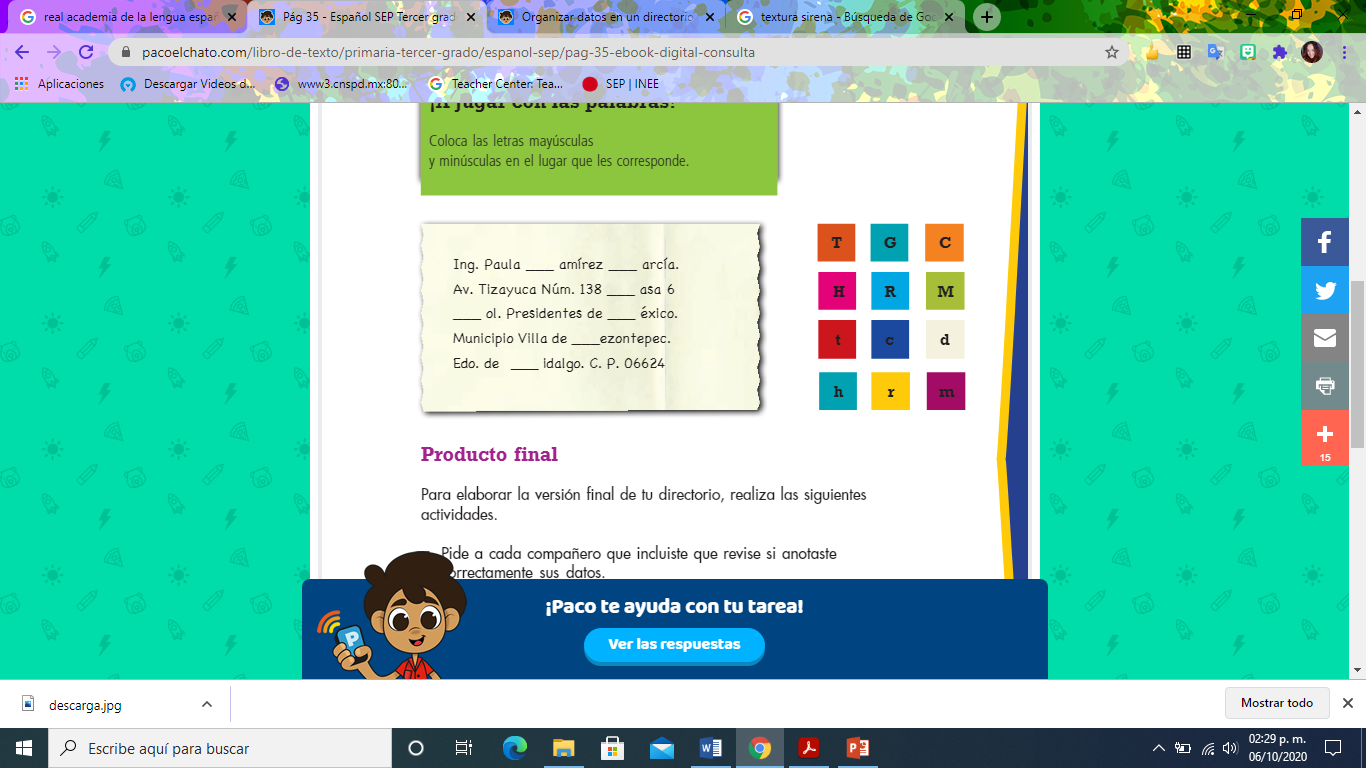 real academia de la lengua españ
Pág 35 - Español SEP Tercer grad
Organizar datos en un directorio
textura sirena - Búsqueda de Goo
pacoelchato.com/libro-de-texto/primaria-tercer-grado/espanol-sep/pag-35-ebook-digital-consulta
Aplicaciones
Descargar Videos d...
www3.cnspd.mx:80...
Teacher Center: Tea...
SEP | INEE
¡A jugar con las palabras!
Coloca las letras mayúsculas
y minúsculas en el lugar que les corresponde.
Ing. Paula ____ amírez ____ arcía.
Av. Tizayuca Núm. 138 ____ asa 6
____ ol. Presidentes de ____ éxico.
Municipio Villa de ____ezontepec.
Edo. de ____ idalgo. C. P. 06624
T G C
H R M
t c d
h r m
Producto final
Para elaborar la versión final de tu directorio, realiza las siguientes
actividades.
Pide a cada compañero que incluiste que revise si anotaste
correctamente sus datos.
15
P
¡Paco te ayuda con tu tarea!
Ver las respuestas
descarga.jpg
Mostrar todo
Escribe aquí para buscar
02:29 p. m.
06/10/2020